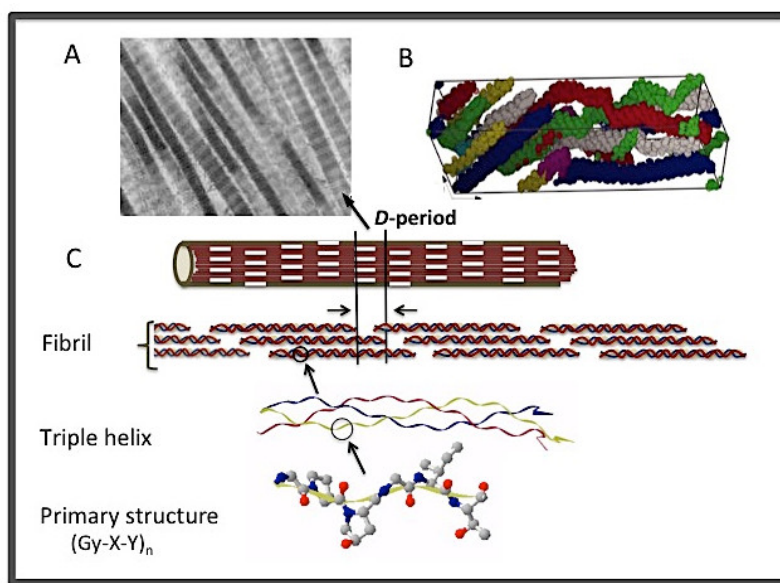 A
B
D-period
C
Fibril
Triple helix
Primary structure
(Gy-X-Y)n